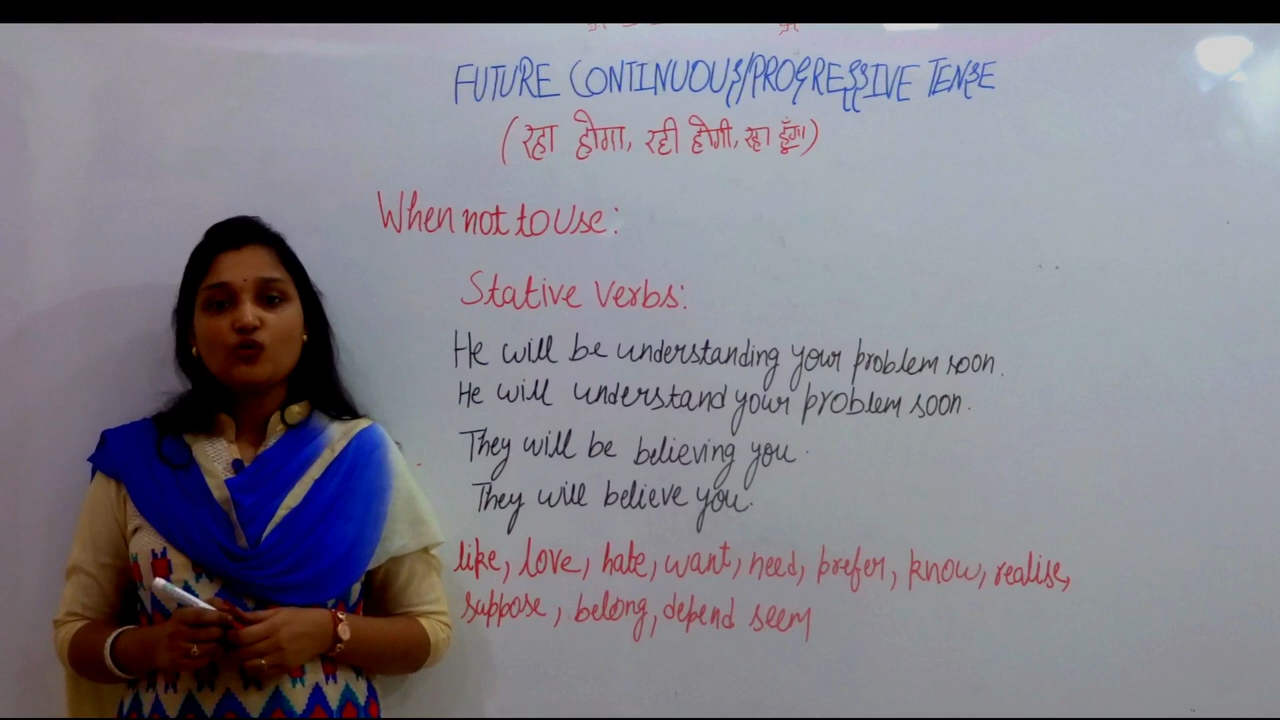 FUTURE CONTINUOUS/PROGRESSIVE TENSE
(रहा होगा, रही होगी, रहा हूँगा)
When not to Use:
Stative verbs:
He will be understanding your problem soon.
He will understand your problem soon.
They will be believing you.
They will believe you.
like, love, hate, want, need, prefer, know, realise,
suppose, belong, depend seem